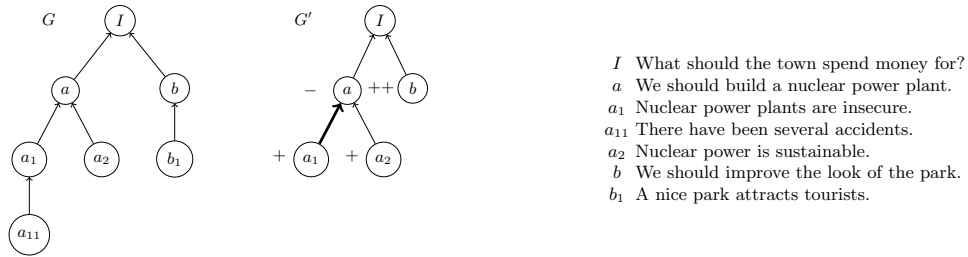 G
I
a
b
a₁
a₂
b₁
a₁₁
G′
I
− a ++ b
+ a₁ + a₂
I What should the town spend money for?
a We should build a nuclear power plant.
a₁ Nuclear power plants are insecure.
a₁₁ There have been several accidents.
a₂ Nuclear power is sustainable.
b We should improve the look of the park.
b₁ A nice park attracts tourists.